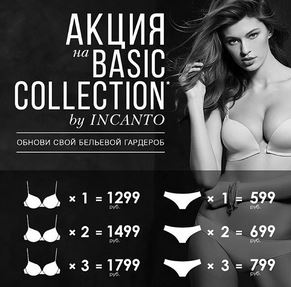 АКЦИЯ
на BASIC
COLLECTION*
by INCANTO
ОБНОВИ СВОЙ БЕЛЬЕВОЙ ГАРДЕРОБ
× 1 = 1299 руб. × 1 = 599 руб.
× 2 = 1499 руб. × 2 = 699 руб.
× 3 = 1799 руб. × 3 = 799 руб.